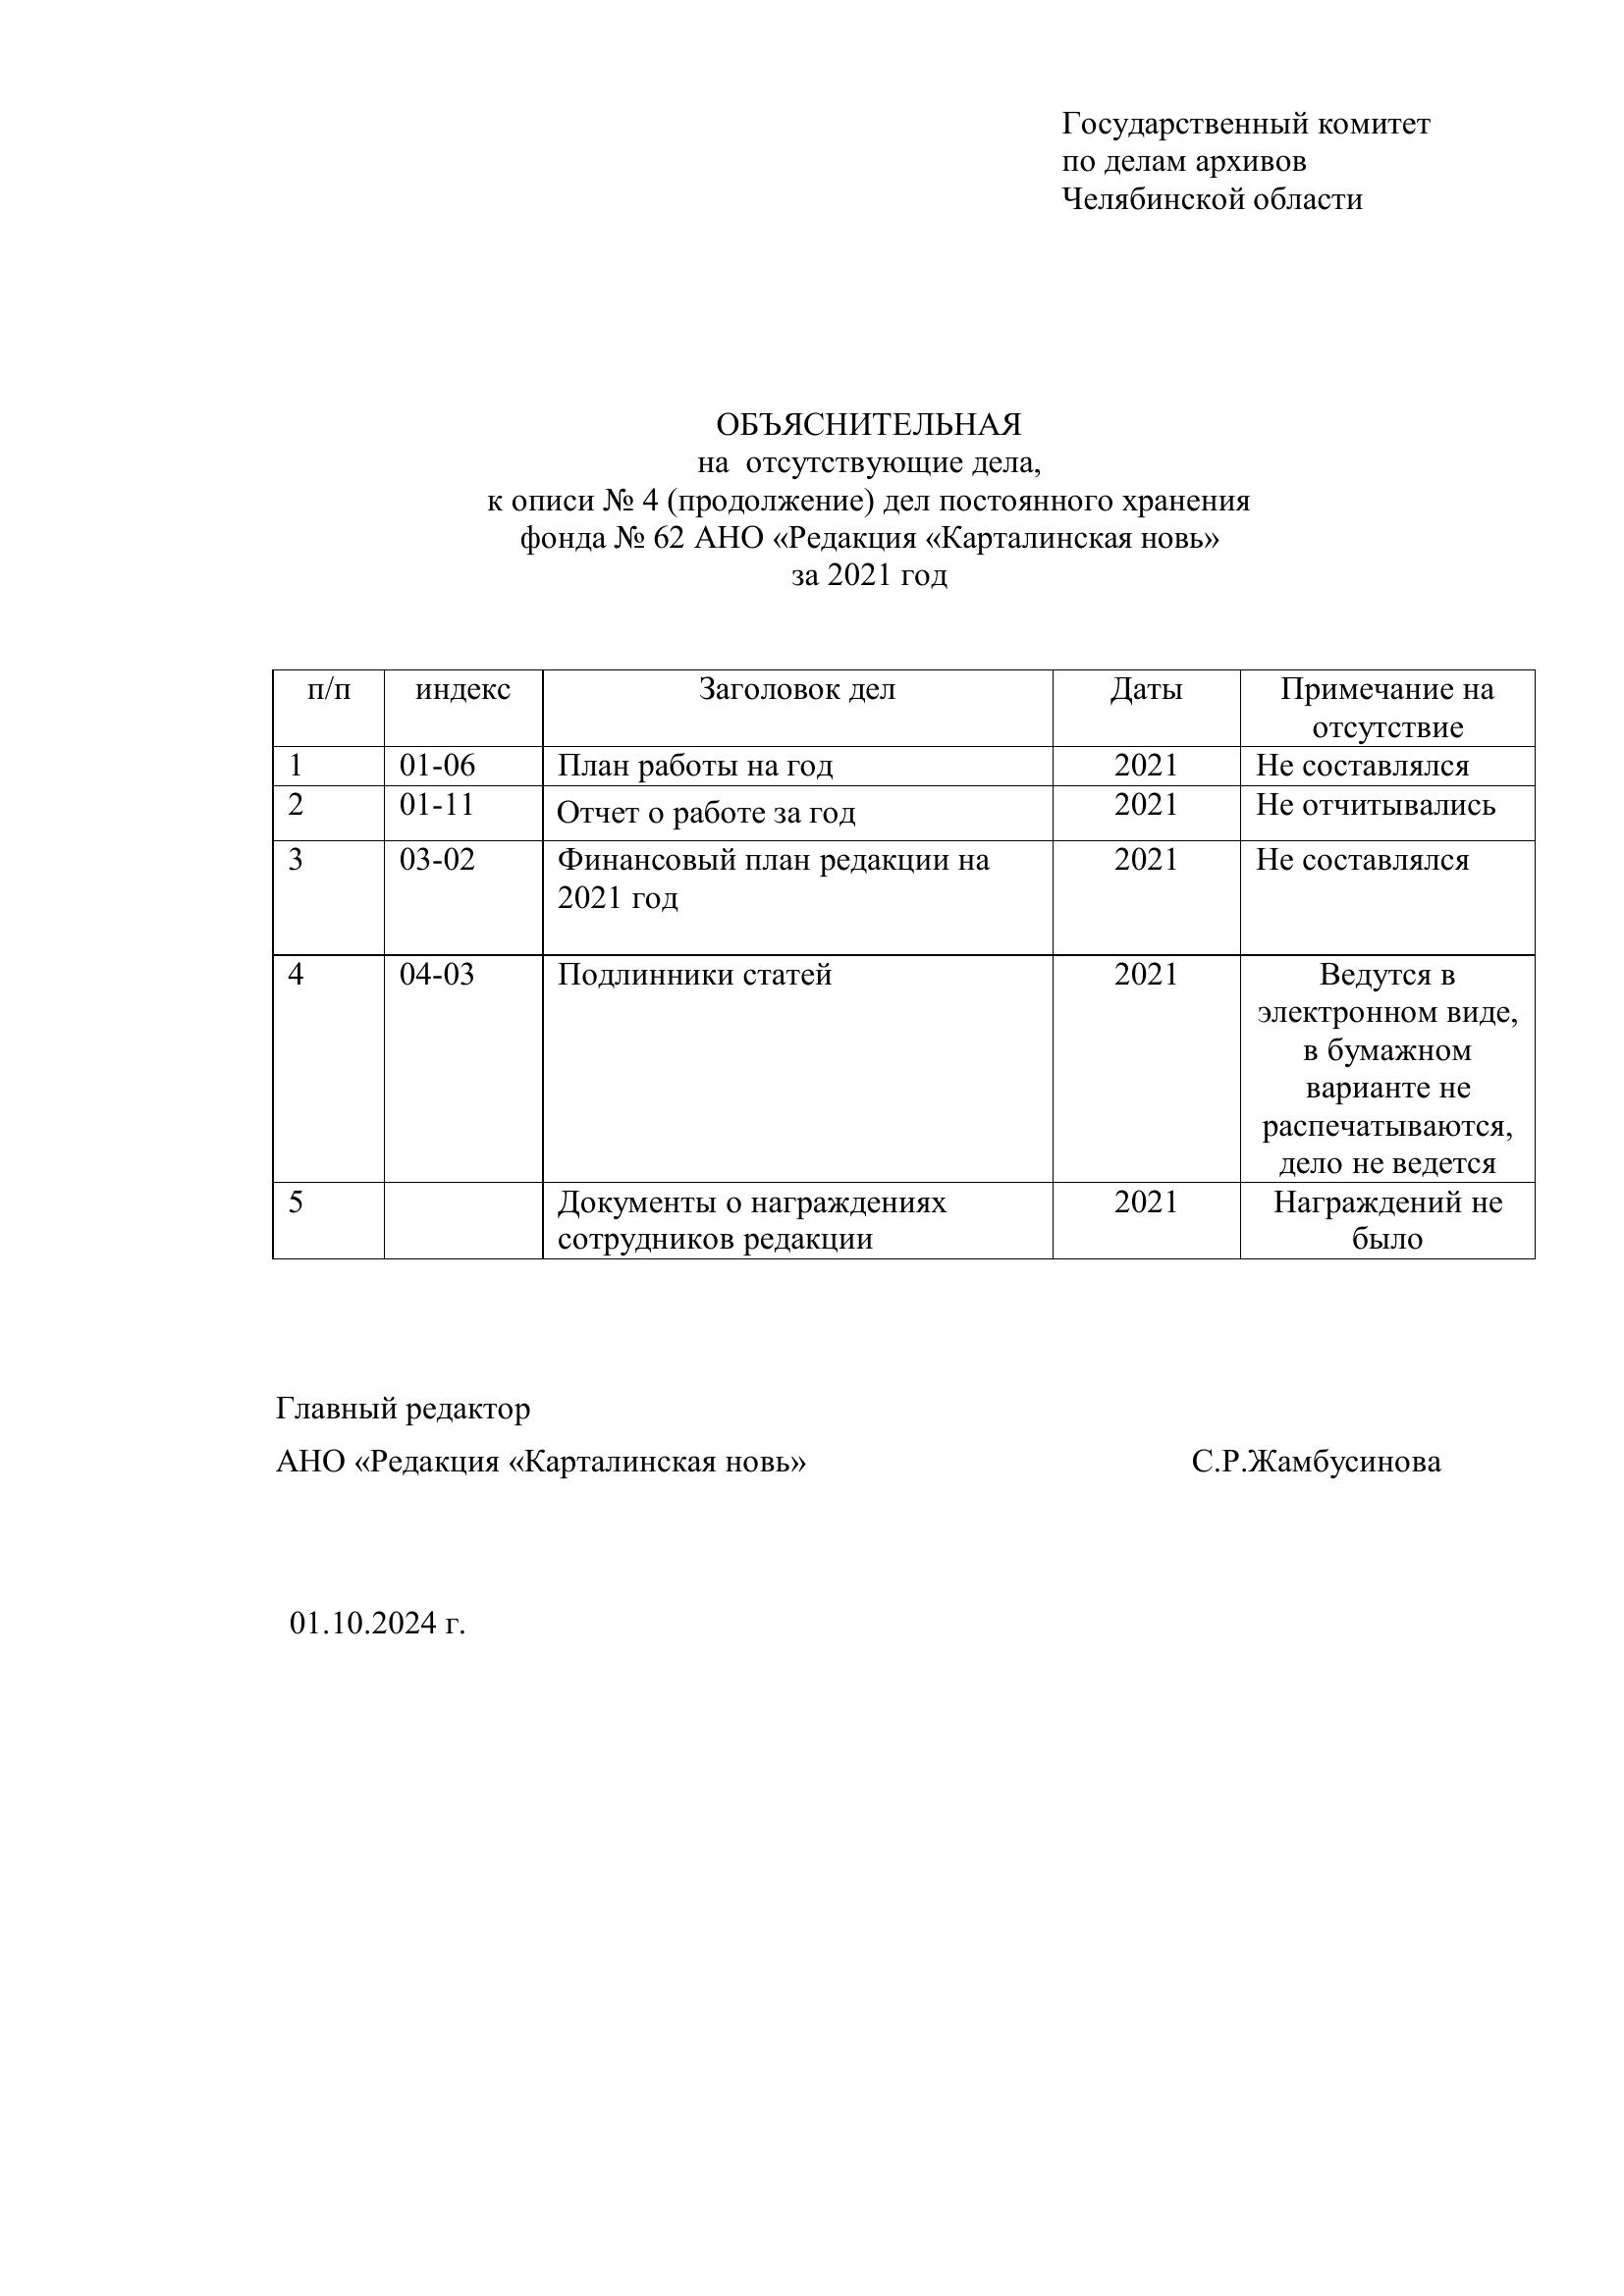 Государственный комитет
по делам архивов
Челябинской области
ОБЪЯСНИТЕЛЬНАЯ
на  отсутствующие дела,
к описи № 4 (продолжение) дел постоянного хранения
фонда № 62 АНО «Редакция «Карталинская новь»
за 2021 год
п/п индекс Заголовок дел Даты Примечание на
отсутствие
1 01-06 План работы на год 2021 Не составлялся
2 01-11 Отчет о работе за год 2021 Не отчитывались
3 03-02 Финансовый план редакции на 2021 Не составлялся
2021 год
4 04-03 Подлинники статей 2021 Ведутся в
электронном виде,
в бумажном
варианте не
распечатываются,
дело не ведется
5 Документы о награждениях 2021 Награждений не
сотрудников редакции было
Главный редактор
АНО «Редакция «Карталинская новь» С.Р.Жамбусинова
01.10.2024 г.